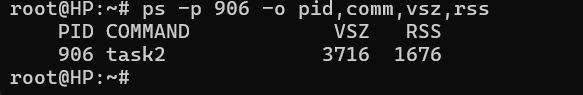 root@HP:~# ps -p 906 -o pid,comm,vsz,rss
    PID COMMAND            VSZ   RSS
    906 task2             3716  1676
root@HP:~#